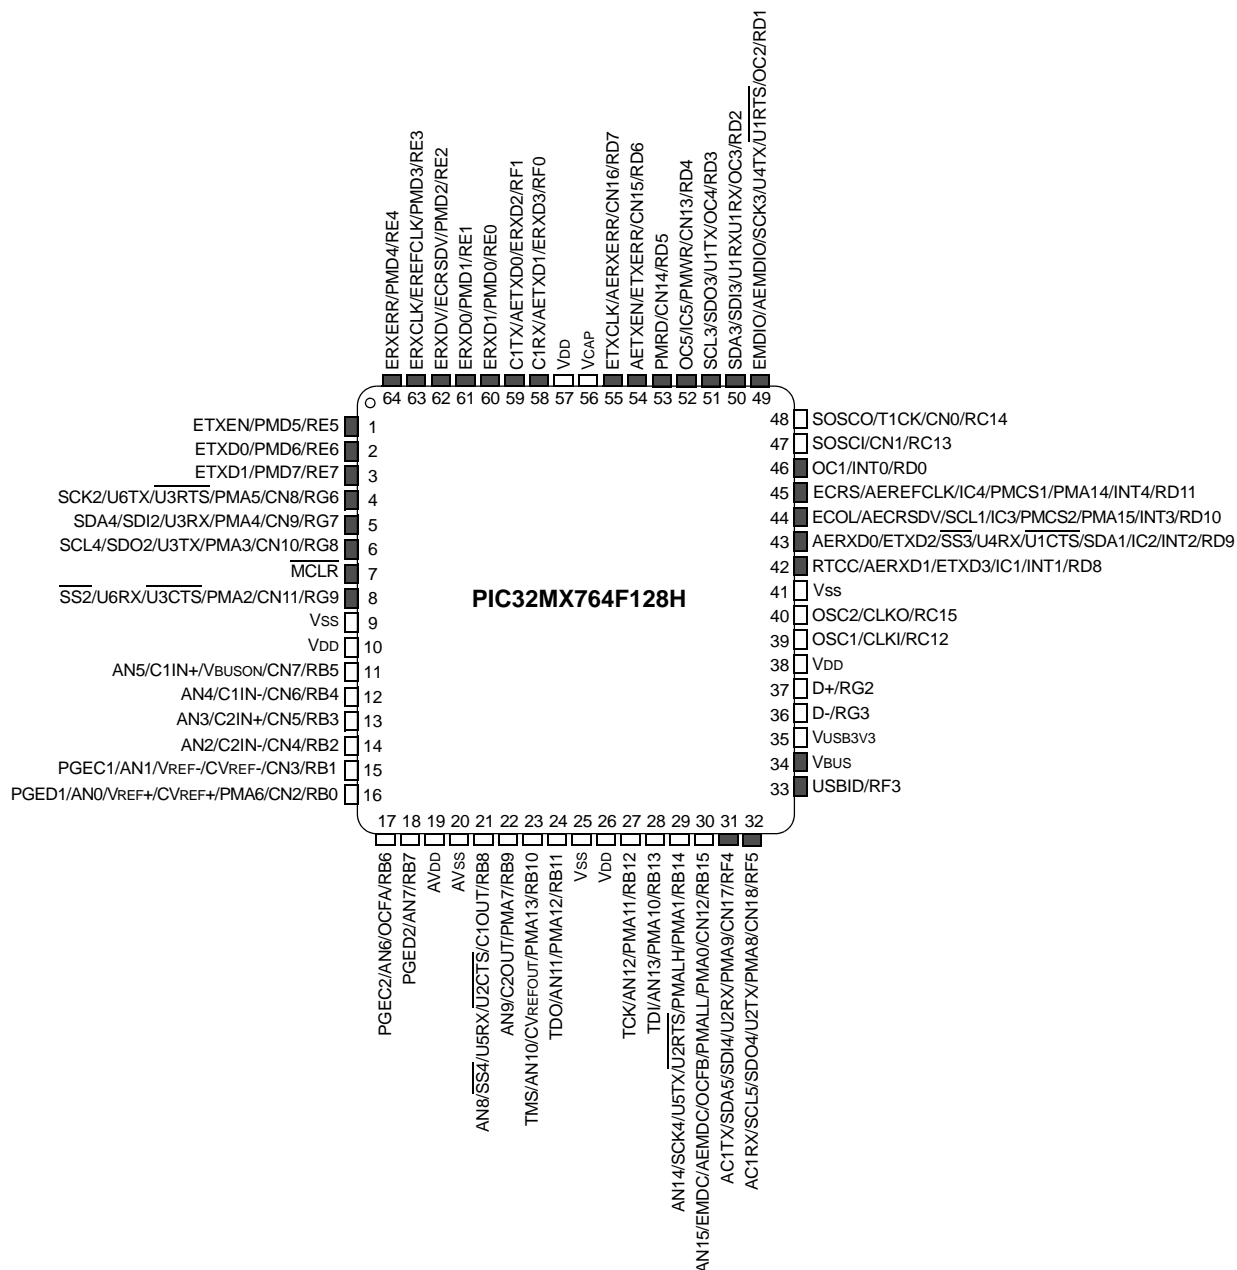 ERXERR/PMD4/RE4
ERXCLK/EREFCLK/PMD3/RE3
ERXDV/ECRSDV/PMD2/RE2
ERXD0/PMD1/RE1
ERXD1/PMD0/RE0
C1TX/AETXD0/ERXD2/RF1
C1RX/AETXD1/ERXD3/RF0
VDD
VCAP
ETXCLK/AERXERR/CN16/RD7
AETXEN/ETXERR/CN15/RD6
PMRD/CN14/RD5
OC5/IC5/PMWR/CN13/RD4
SCL3/SDO3/U1TX/OC4/RD3
SDA3/SDI3/U1RXU1RX/OC3/RD2
EMDIO/AEMDIO/SCK3/U4TX/U1RTS/OC2/RD1
64 63 62 61 60 59 58 57 56 55 54 53 52 51 50 49
ETXEN/PMD5/RE5 1
ETXD0/PMD6/RE6 2
ETXD1/PMD7/RE7 3
SCK2/U6TX/U3RTS/PMA5/CN8/RG6 4
SDA4/SDI2/U3RX/PMA4/CN9/RG7 5
SCL4/SDO2/U3TX/PMA3/CN10/RG8 6
MCLR 7
SS2/U6RX/U3CTS/PMA2/CN11/RG9 8
VSS 9
VDD 10
AN5/C1IN+/VBUSON/CN7/RB5 11
AN4/C1IN-/CN6/RB4 12
AN3/C2IN+/CN5/RB3 13
AN2/C2IN-/CN4/RB2 14
PGEC1/AN1/VREF-/CVREF-/CN3/RB1 15
PGED1/AN0/VREF+/CVREF+/PMA6/CN2/RB0 16
PIC32MX764F128H
48 SOSCO/T1CK/CN0/RC14
47 SOSCI/CN1/RC13
46 OC1/INT0/RD0
45 ECRS/AEREFCLK/IC4/PMCS1/PMA14/INT4/RD11
44 ECOL/AECRSDV/SCL1/IC3/PMCS2/PMA15/INT3/RD10
43 AERXD0/ETXD2/SS3/U4RX/U1CTS/SDA1/IC2/INT2/RD9
42 RTCC/AERXD1/ETXD3/IC1/INT1/RD8
41 Vss
40 OSC2/CLKO/RC15
39 OSC1/CLKI/RC12
38 VDD
37 D+/RG2
36 D-/RG3
35 VUSB3V3
34 VBUS
33 USBID/RF3
17 18 19 20 21 22 23 24 25 26 27 28 29 30 31 32
PGEC2/AN6/OCFA/RB6
PGED2/AN7/RB7
AVDD
AVSS
AN8/SS4/U5RX/U2CTS/C1OUT/RB8
AN9/C2OUT/PMA7/RB9
TMS/AN10/CVREFOUT/PMA13/RB10
TDO/AN11/PMA12/RB11
VSS
VDD
TCK/AN12/PMA11/RB12
TDI/AN13/PMA10/RB13
AN14/SCK4/U5TX/U2RTS/PMALH/PMA1/RB14
AN15/EMDC/AEMDC/OCFB/PMALL/PMA0/CN12/RB15
AC1TX/SDA5/SDI4/U2RX/PMA9/CN17/RF4
AC1RX/SCL5/SDO4/U2TX/PMA8/CN18/RF5